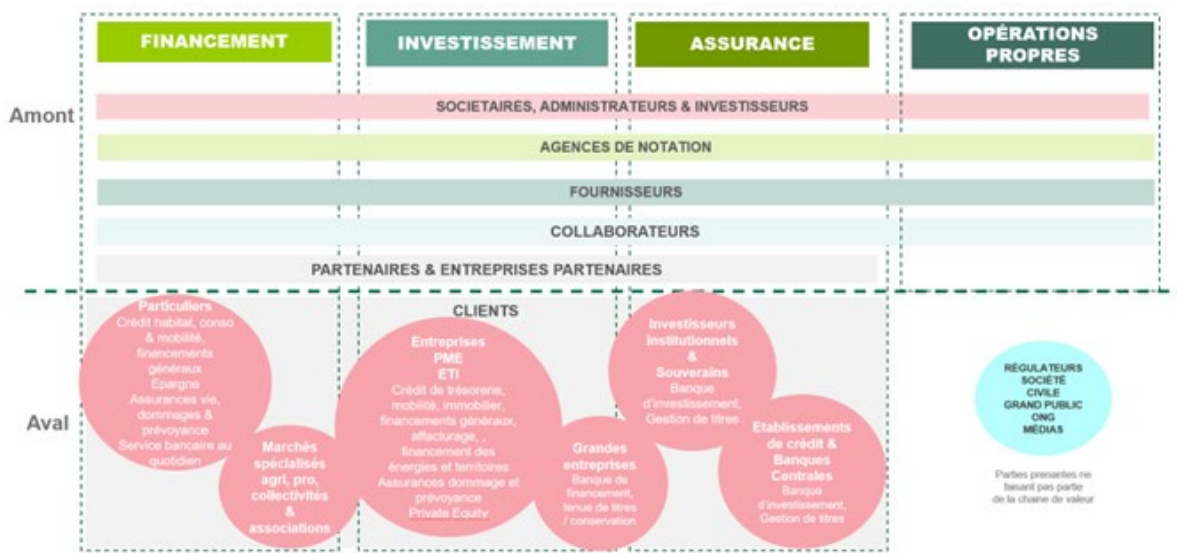 FINANCEMENT
INVESTISSEMENT
ASSURANCE
OPÉRATIONS
PROPRES
Amont
SOCIETAIRES, ADMINISTRATEURS & INVESTISSEURS
AGENCES DE NOTATION
FOURNISSEURS
COLLABORATEURS
PARTENAIRES & ENTREPRISES PARTENAIRES
Aval
CLIENTS
Particuliers
Crédit habitat, conso
& mobilité,
financements
généraux
Epargne
Assurances vie,
dommages &
prévoyance
Service bancaire au
quotidien
Marchés
spécialisés
agri, pro,
collectivités
&
associations
Entreprises
PME
ETI
Crédit de trésorerie,
mobilité, immobilier,
financements généraux,
affacturage, ,
financement des
énergies et territoires
Assurances dommage et
prévoyance
Private Equity
Grandes
entreprises
Banque de
financement,
tenue de titres
/ conservation
Investisseurs
institutionnels
&
Souverains
Banque
d'investissement,
Gestion de titres
Etablissements
de crédit &
Banques
Centrales
Banque
d'investissement,
Gestion de titres
RÉGULATEURS
SOCIÉTÉ
CIVILE
GRAND PUBLIC
ONG
MÉDIAS
Parties prenantes ne
faisant pas partie
de la chaine de valeur